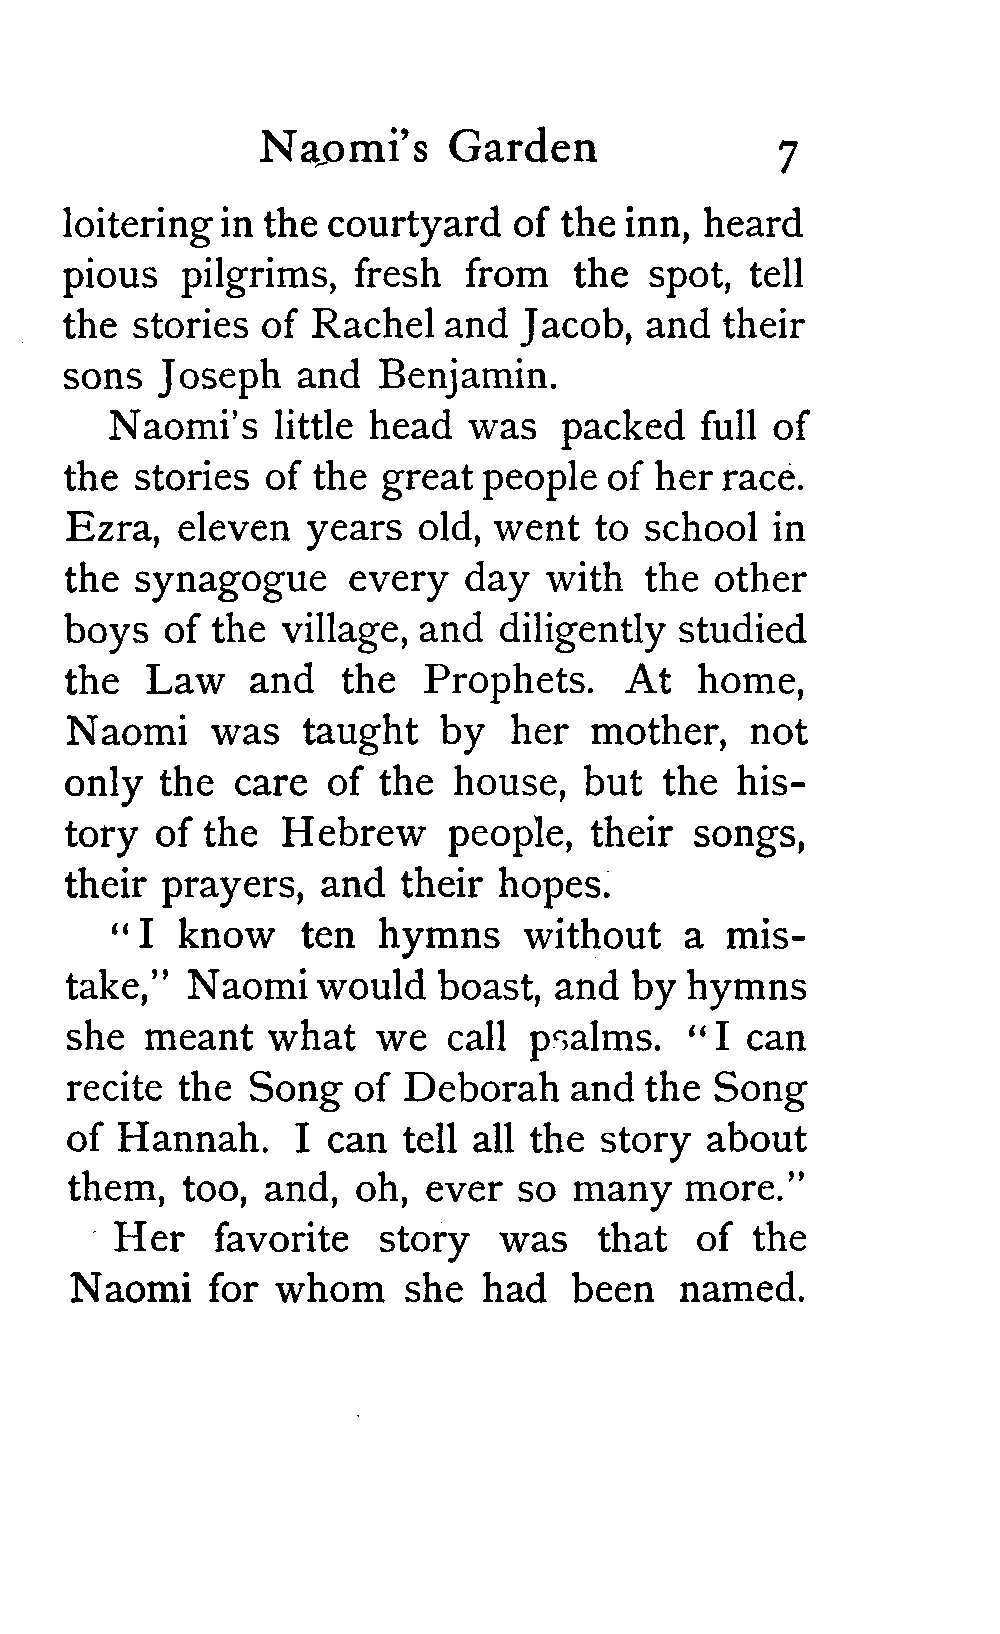 Naomi's Garden 7
loitering in the courtyard of the inn, heard
pious pilgrims, fresh from the spot, tell
the stories of Rachel and Jacob, and their
sons Joseph and Benjamin.
Naomi's little head was packed full of
the stories of the great people of her race.
Ezra, eleven years old, went to school in
the synagogue every day with the other
boys of the village, and diligently studied
the Law and the Prophets. At home,
Naomi was taught by her mother, not
only the care of the house, but the his-
tory of the Hebrew people, their songs,
their prayers, and their hopes.
"I know ten hymns without a mis-
take," Naomi would boast, and by hymns
she meant what we call psalms. "I can
recite the Song of Deborah and the Song
of Hannah. I can tell all the story about
them, too, and, oh, ever so many more."
Her favorite story was that of the
Naomi for whom she had been named.